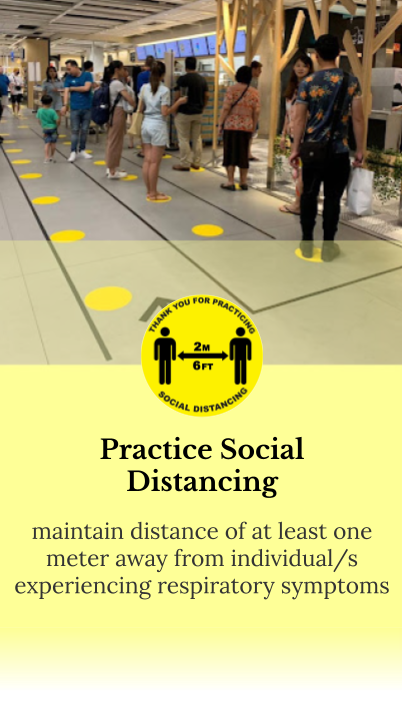 THANK YOU FOR PRACTICING
2M
6FT
SOCIAL DISTANCING
Practice Social
Distancing
maintain distance of at least one
meter away from individual/s
experiencing respiratory symptoms